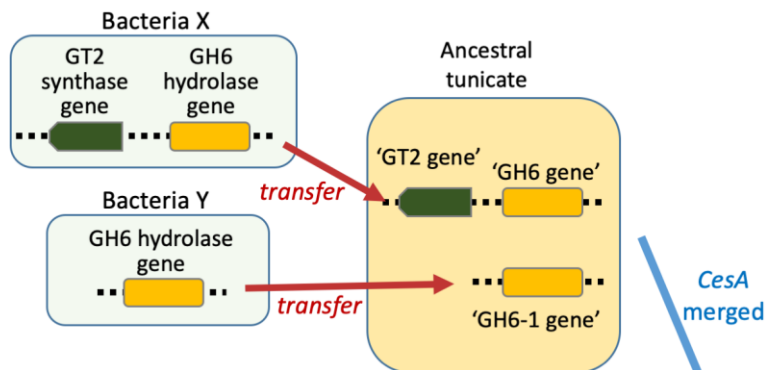 Bacteria X
GT2
synthase
gene
GH6
hydrolase
gene
transfer
Bacteria Y
GH6 hydrolase
gene
transfer
Ancestral
tunicate
‘GT2 gene’
‘GH6 gene’
‘GH6-1 gene’
CesA
merged